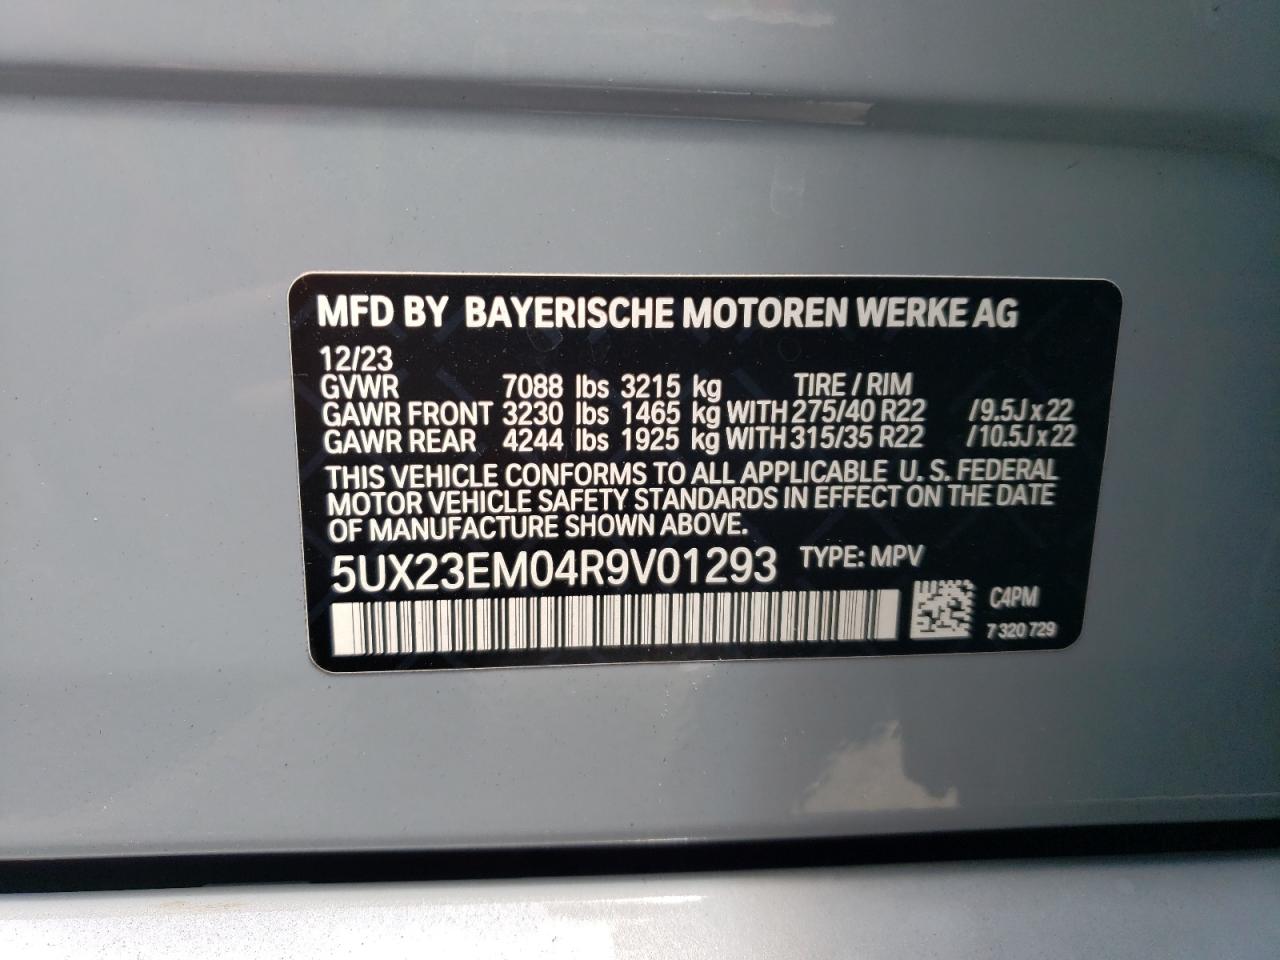 MFD BY BAYERISCHE MOTOREN WERKE AG
12/23
GVWR 7088 lbs 3215 kg TIRE / RIM
GAWR FRONT 3230 lbs 1465 kg WITH 275/40 R22 /9.5J x 22
GAWR REAR 4244 lbs 1925 kg WITH 315/35 R22 /10.5J x 22
THIS VEHICLE CONFORMS TO ALL APPLICABLE U. S. FEDERAL
MOTOR VEHICLE SAFETY STANDARDS IN EFFECT ON THE DATE
OF MANUFACTURE SHOWN ABOVE.
5UX23EM04R9V01293 TYPE: MPV
C4PM
7 320 729